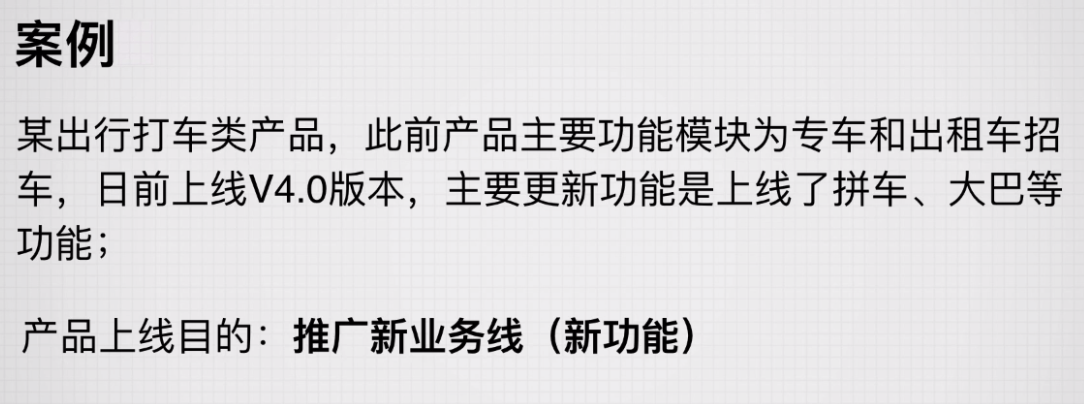 案例
某出行打车类产品，此前产品主要功能模块为专车和出租车招
车，日前上线V4.0版本，主要更新功能是上线了拼车、大巴等
功能；
产品上线目的：推广新业务线（新功能）